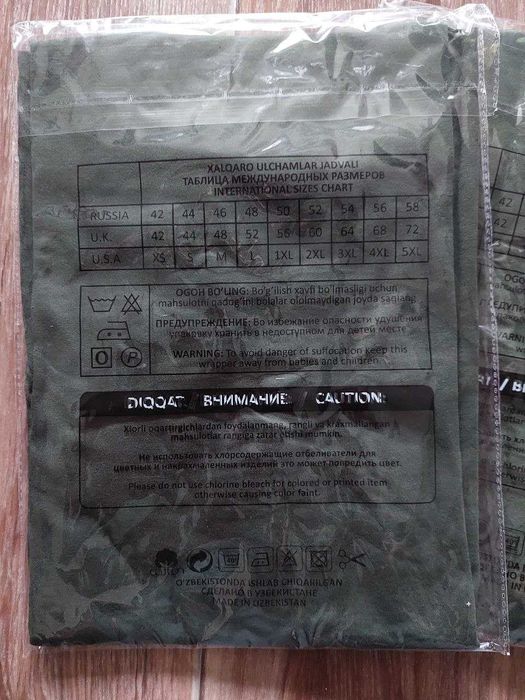 XALQARO ULCHAMLAR JADVALI
ТАБЛИЦА МЕЖДУНАРОДНЫХ РАЗМЕРОВ
INTERNATIONAL SIZES CHART
RUSSIA 42 44 46 48 50 52 54 56 58
U.K. 42 44 48 52 56 60 64 68 72
U.S.A XS S M L 1XL 2XL 3XL 4XL 5XL
OGOH BO'LING: Bo'g'ilish xavfi bo'lmasligi uchun
mahsulotni qadog'ini bolalar ololmaydigan joyda saqlang
ПРЕДУПРЕЖДЕНИЕ: Во избежание опасности удушения
упаковку хранить в недоступном для детей месте
WARNING: To avoid danger of suffocation keep this
wrapper away from babies and children
DIQQAT / ВНИМАНИЕ / CAUTION:
Xlorli oqartirgichlardan foydalanmang, rangli va kraxmallangan
mahsulotlar rangiga zarar etishi mumkin.
Не использовать хлорсодержащие отбеливатели для
цветных и накрахмаленных изделий это может повредить цвет.
Please do not use chlorine bleach for colored or printed item
otherwise causing color faint.
O'ZBEKISTONDA ISHLAB CHIQARILGAN
СДЕЛАНО В УЗБЕКИСТАНЕ
MADE IN UZBEKISTAN